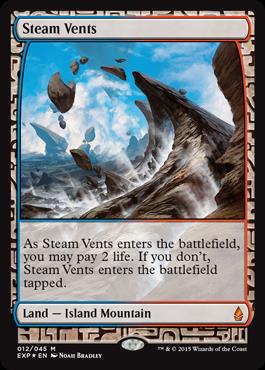 Steam Vents
As Steam Vents enters the battlefield,
you may pay 2 life. If you don't,
Steam Vents enters the battlefield
tapped.
Land — Island Mountain
012/045 M
EXP ★ EN NOAH BRADLEY
™ & © 2015 Wizards of the Coast